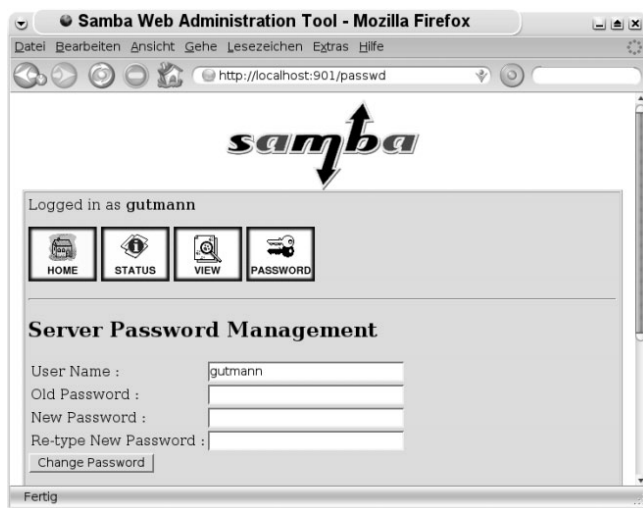 Samba Web Administration Tool - Mozilla Firefox
Datei Bearbeiten Ansicht Gehe Lesezeichen Extras Hilfe
http://localhost:901/passwd
samba
Logged in as gutmann
HOME STATUS VIEW PASSWORD
Server Password Management
User Name : gutmann
Old Password :
New Password :
Re-type New Password :
Change Password
Fertig